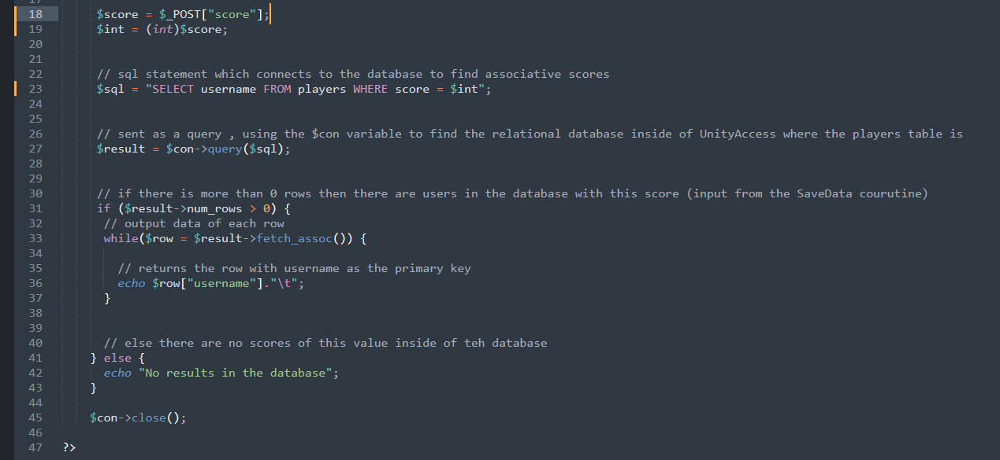 18 $score = $_POST["score"];
19 $int = (int)$score;
20
21
22 // sql statement which connects to the database to find associative scores
23 $sql = "SELECT username FROM players WHERE score = $int";
24
25
26 // sent as a query , using the $con variable to find the relational database inside of UnityAccess where the players table is
27 $result = $con->query($sql);
28
29
30 // if there is more than 0 rows then there are users in the database with this score (input from the SaveData courutine)
31 if ($result->num_rows > 0) {
32 // output data of each row
33 while($row = $result->fetch_assoc()) {
34
35 // returns the row with username as the primary key
36 echo $row["username"]."\t";
37 }
38
39
40 // else there are no scores of this value inside of teh database
41 } else {
42 echo "No results in the database";
43 }
44
45 $con->close();
46
47 ?>